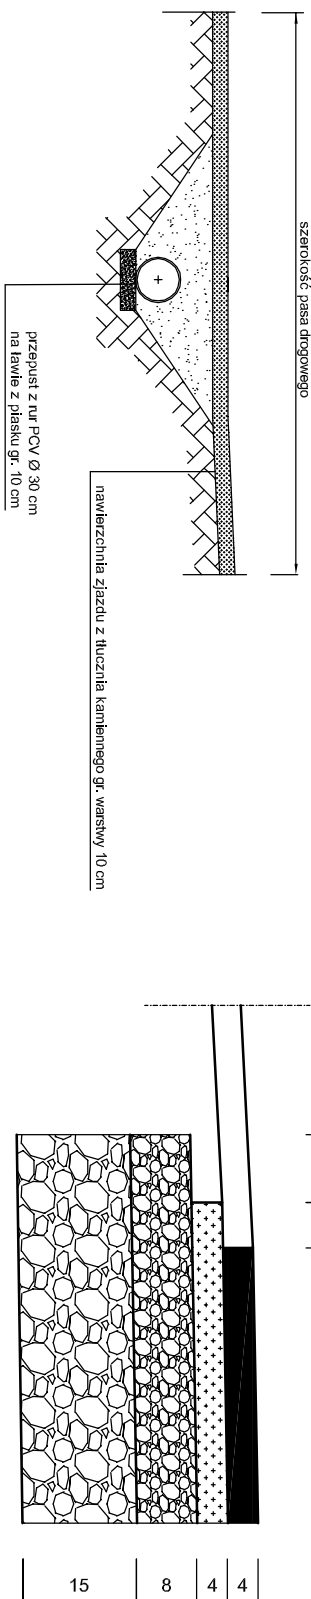 szerokość pasa drogowego
nawierzchnia zjazdu z tłucznia kamiennego gr. warstwy 10 cm
przepust z rur PCV Ø 30 cm
na ławie z piasku gr. 10 cm
15
8
4
4